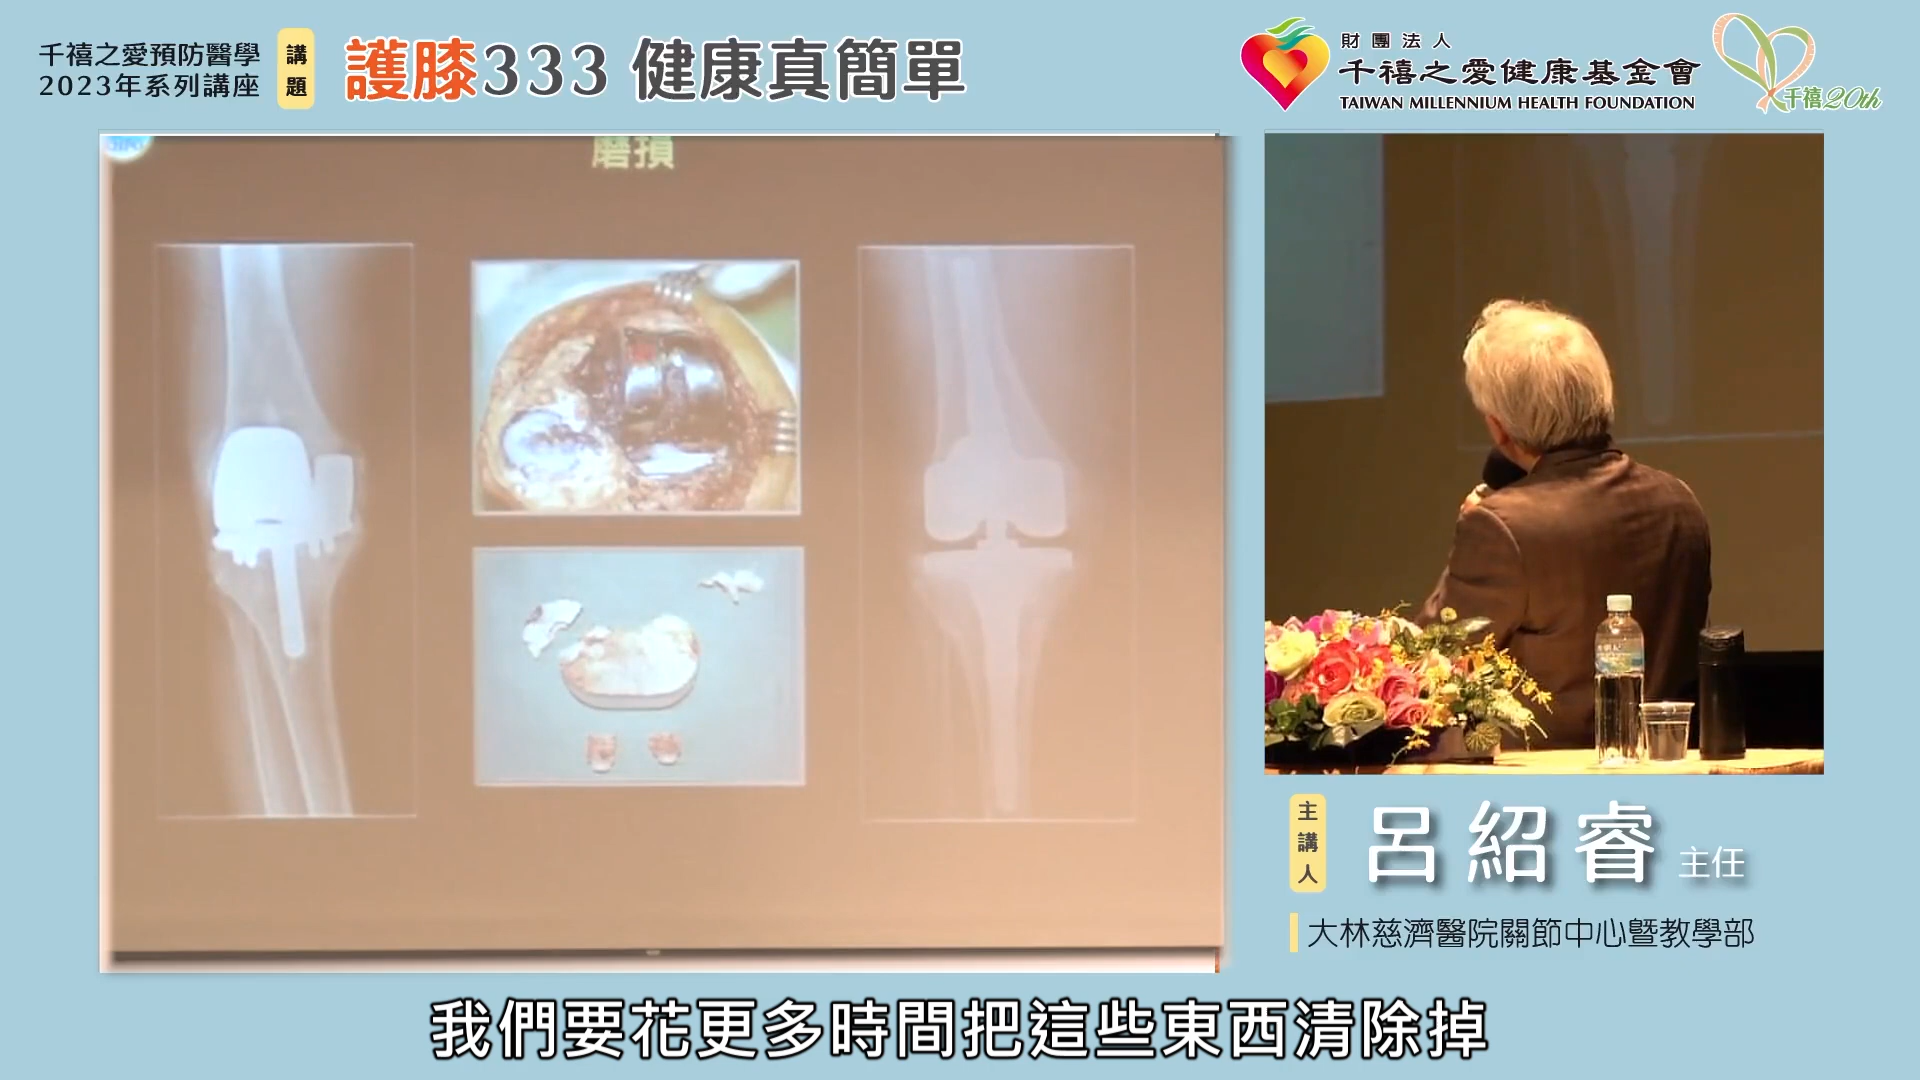 千禧之愛預防醫學
2023年系列講座
講題
護膝333 健康真簡單
財團法人
千禧之愛健康基金會
TAIWAN MILLENNIUM HEALTH FOUNDATION
千禧20th
磨損
主講人
呂紹睿 主任
大林慈濟醫院關節中心暨教學部
我們要花更多時間把這些東西清除掉